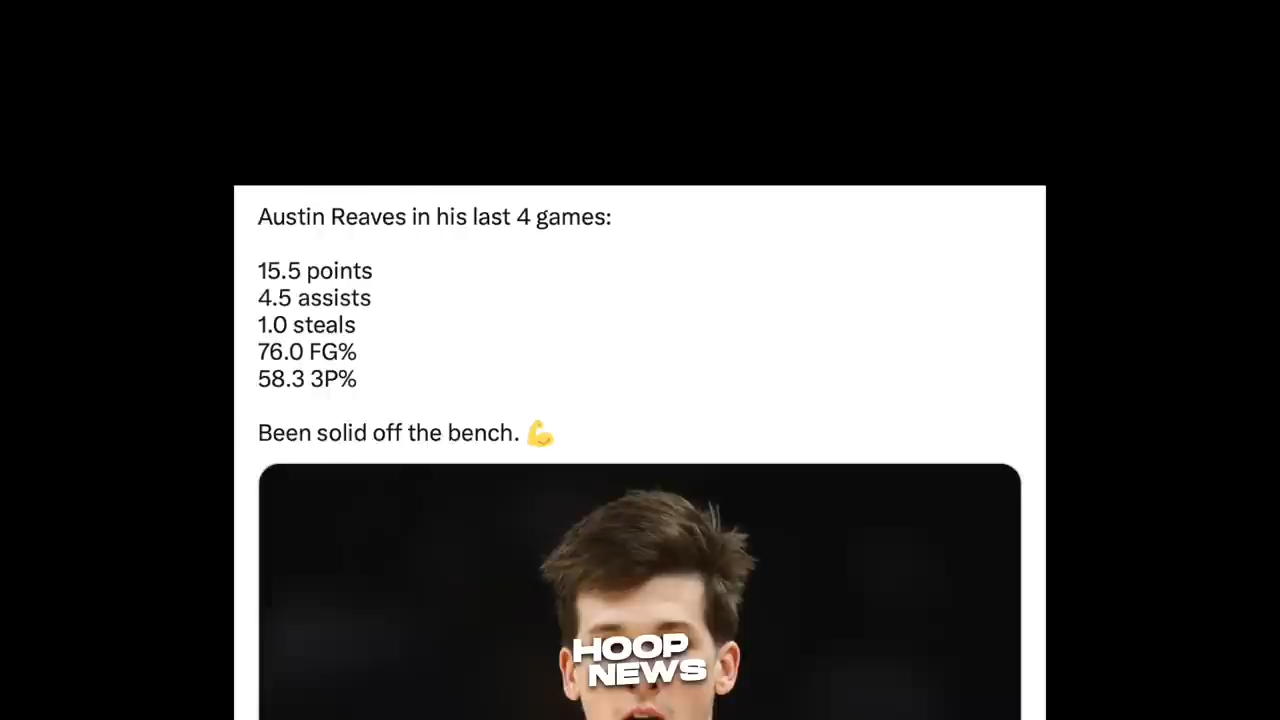 Austin Reaves in his last 4 games:
15.5 points
4.5 assists
1.0 steals
76.0 FG%
58.3 3P%
Been solid off the bench. 💪
HOOP
NEWS